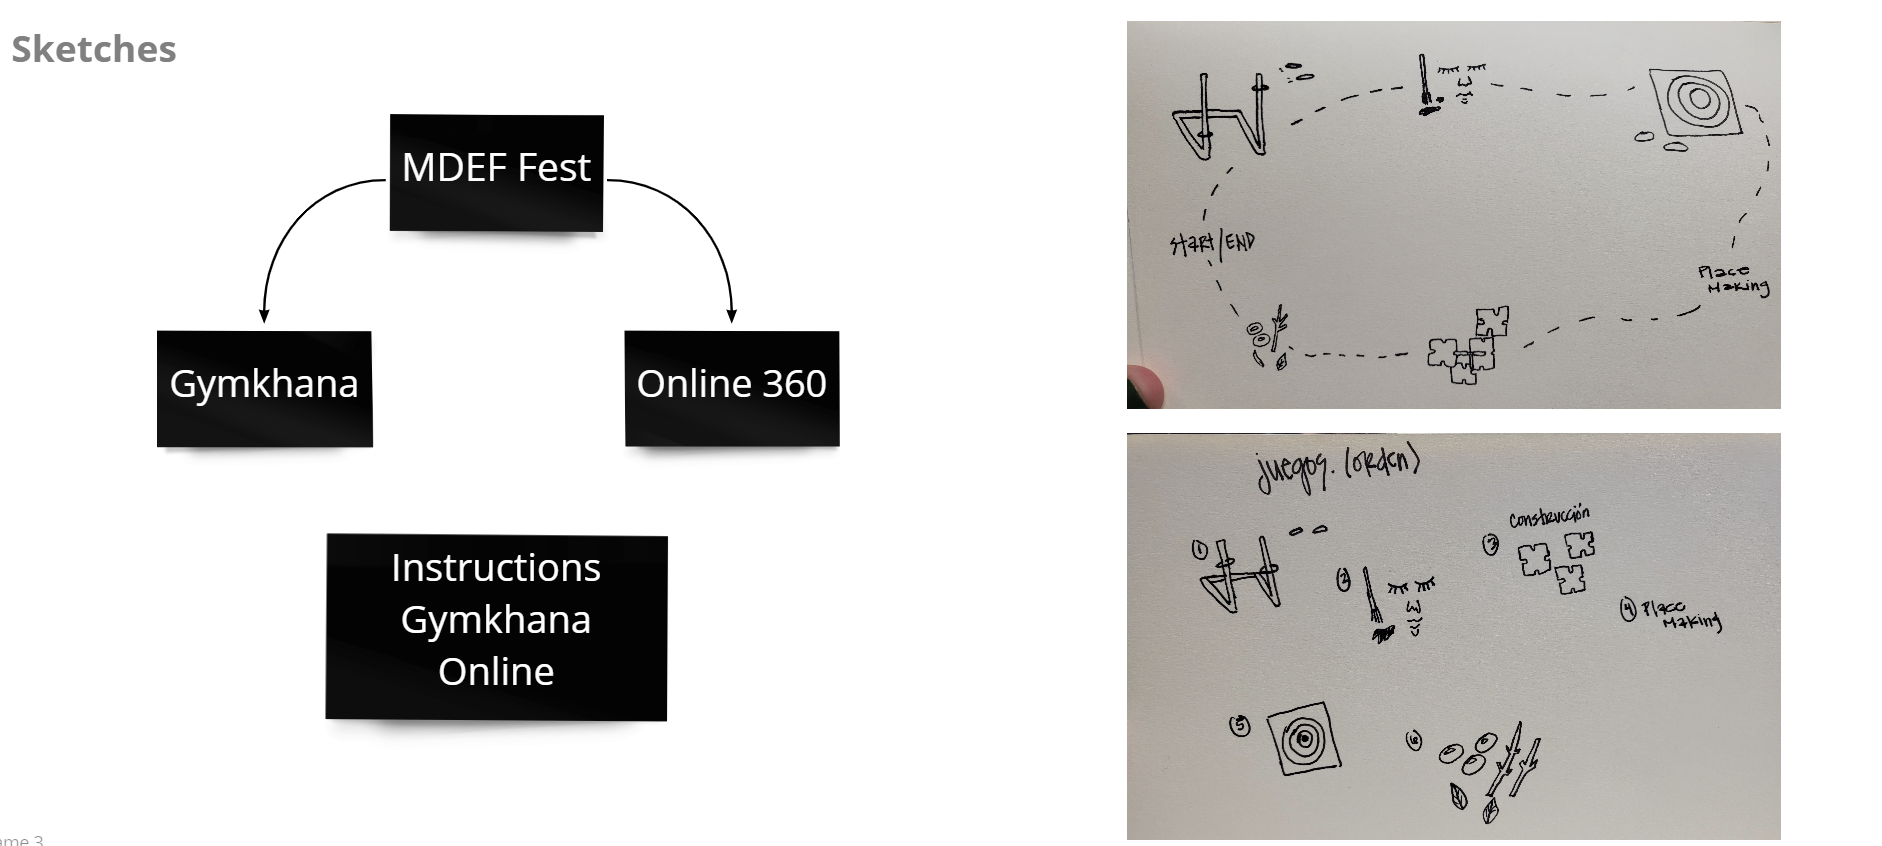 Sketches
MDEF Fest
Gymkhana
Online 360
Instructions
Gymkhana
Online
START/END
Place
Making
juegos. (orden)
1
2
construcción
3
4 Place
Making
5
6
ame 3